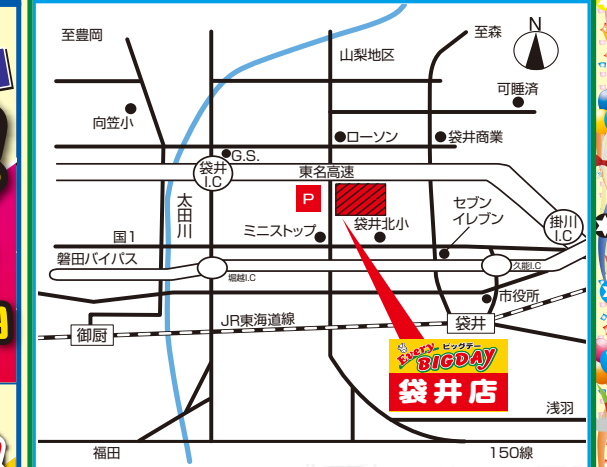 至豊岡
至森
N
山梨地区
可睡済
向笠小
ローソン
袋井商業
G.S.
袋井
I.C
東名高速
P
太田川
セブン
イレブン
掛川
I.C
ミニストップ
袋井北小
国1
磐田バイパス
堀越I.C
久能I.C
市役所
JR東海道線
御厨
袋井
Every
ビッグデー
BIGDAY
袋井店
浅羽
福田
150線